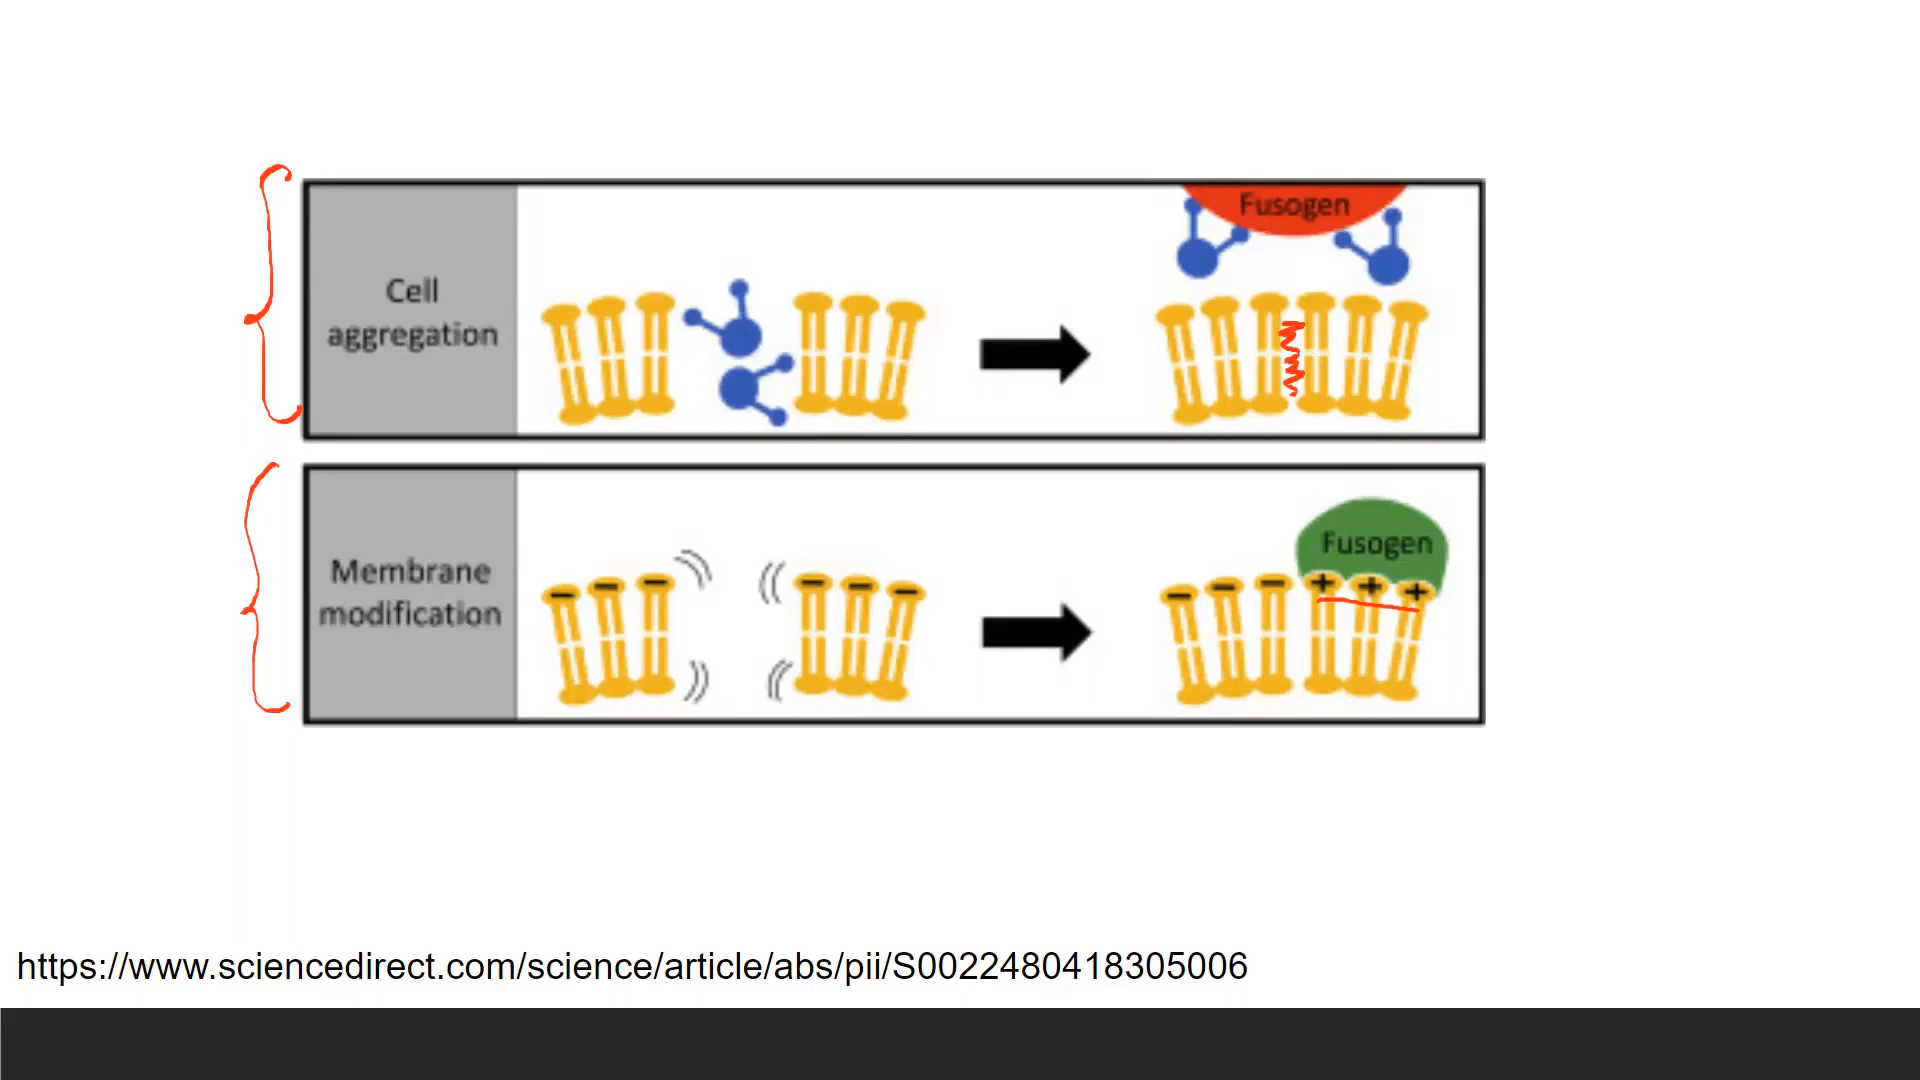 Fusogen
Cell
aggregation
Fusogen
Membrane
modification
https://www.sciencedirect.com/science/article/abs/pii/S0022480418305006